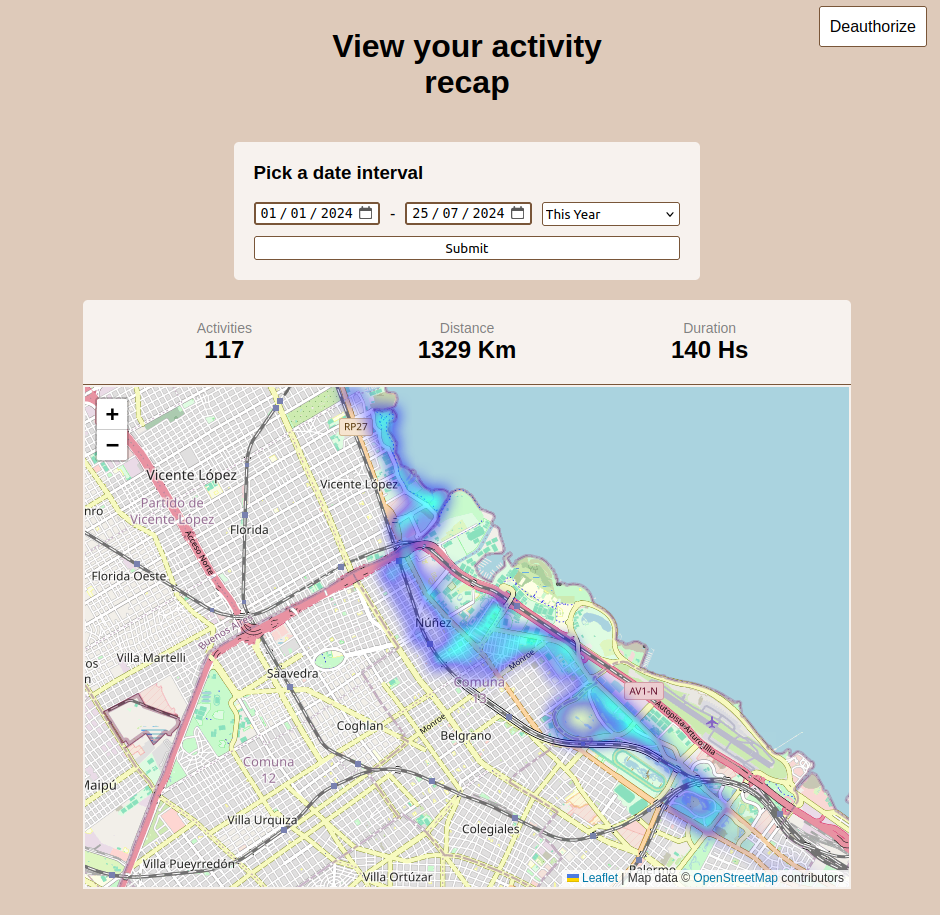 Deauthorize
View your activity
recap
Pick a date interval
01/01/2024 - 25/07/2024 This Year
Submit
Activities
117
Distance
1329 Km
Duration
140 Hs
+
−
RP27
Vicente López
Vicente López
Partido de
Vicente López
nro
Florida
Acceso Norte
Florida Oeste
Buenos Aires
Núñez
Villa Martelli
os
n
Saavedra
Monroe
Comuna
13
AV1-N
Autopista Arturo Illia
Coghlan
Monroe
Belgrano
Comuna
12
Maipú
Villa Urquiza
Colegiales
Villa Pueyrredón
Palermo
Villa Ortúzar
Leaflet | Map data © OpenStreetMap contributors